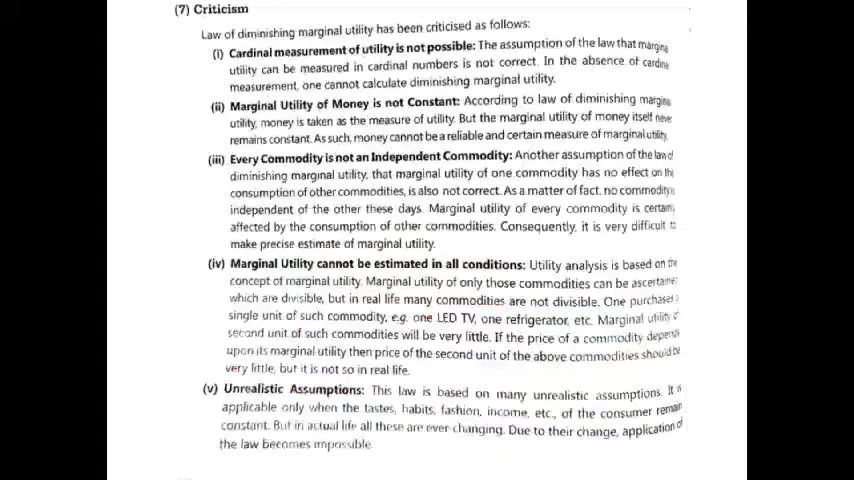 (7) Criticism
Law of diminishing marginal utility has been criticised as follows:
(i) Cardinal measurement of utility is not possible: The assumption of the law that margina
utility can be measured in cardinal numbers is not correct. In the absence of cardina
measurement, one cannot calculate diminishing marginal utility.
(ii) Marginal Utility of Money is not Constant: According to law of diminishing margina
utility, money is taken as the measure of utility. But the marginal utility of money itself never
remains constant. As such, money cannot be a reliable and certain measure of marginal utility.
(iii) Every Commodity is not an Independent Commodity: Another assumption of the law of
diminishing marginal utility, that marginal utility of one commodity has no effect on the
consumption of other commodities, is also not correct. As a matter of fact, no commodity is
independent of the other these days. Marginal utility of every commodity is certain
affected by the consumption of other commodities. Consequently, it is very difficult to
make precise estimate of marginal utility.
(iv) Marginal Utility cannot be estimated in all conditions: Utility analysis is based on the
concept of marginal utility. Marginal utility of only those commodities can be ascertaine
which are divisible, but in real life many commodities are not divisible. One purchases
single unit of such commodity, e.g. one LED TV, one refrigerator, etc. Marginal utility o
second unit of such commodities will be very little. If the price of a commodity depends
upon its marginal utility then price of the second unit of the above commodities should be
very little, but it is not so in real life.
(v) Unrealistic Assumptions: This law is based on many unrealistic assumptions. It is
applicable only when the tastes, habits, fashion, income, etc., of the consumer remain
constant. But in actual life all these are ever-changing. Due to their change, application of
the law becomes impossible.